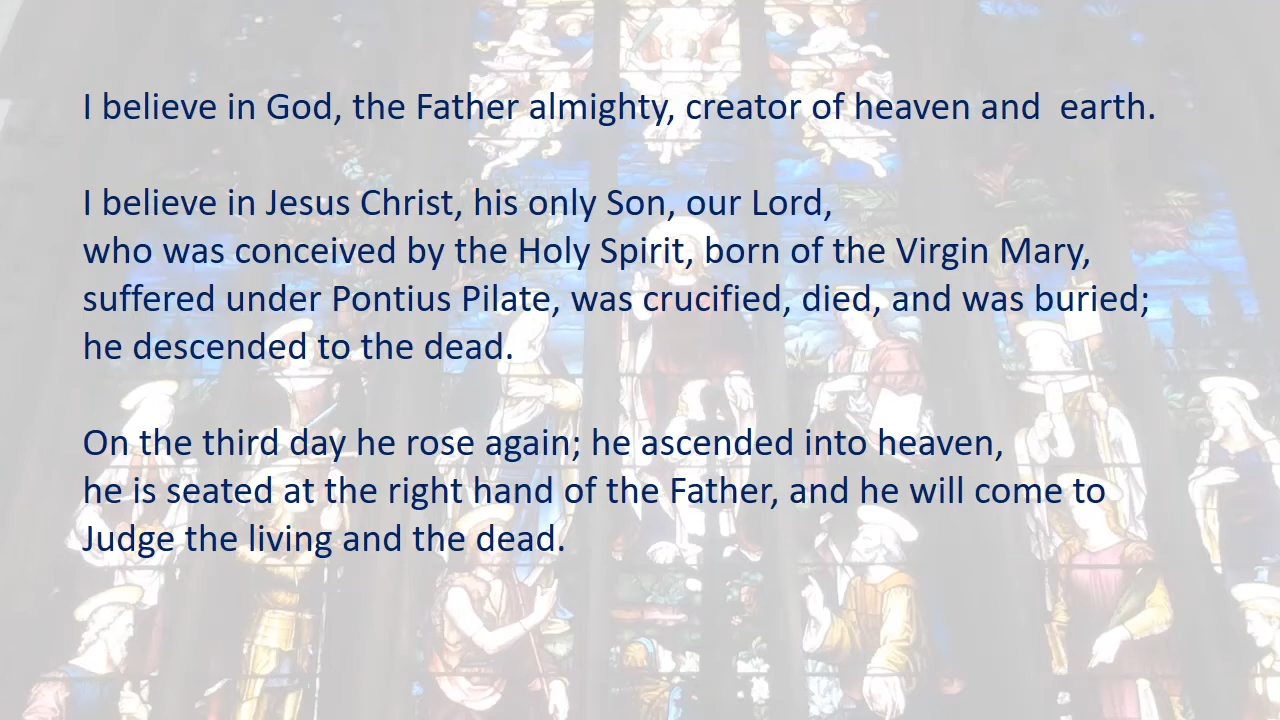 I believe in God, the Father almighty, creator of heaven and  earth.
I believe in Jesus Christ, his only Son, our Lord,
who was conceived by the Holy Spirit, born of the Virgin Mary,
suffered under Pontius Pilate, was crucified, died, and was buried;
he descended to the dead.
On the third day he rose again; he ascended into heaven,
he is seated at the right hand of the Father, and he will come to
Judge the living and the dead.